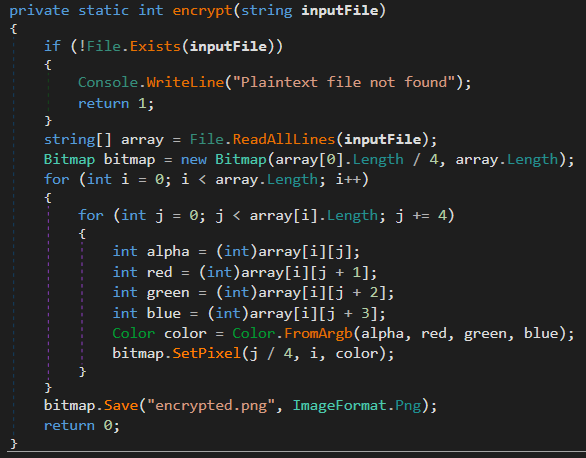 private static int encrypt(string inputFile)
{
    if (!File.Exists(inputFile))
    {
        Console.WriteLine("Plaintext file not found");
        return 1;
    }
    string[] array = File.ReadAllLines(inputFile);
    Bitmap bitmap = new Bitmap(array[0].Length / 4, array.Length);
    for (int i = 0; i < array.Length; i++)
    {
        for (int j = 0; j < array[i].Length; j += 4)
        {
            int alpha = (int)array[i][j];
            int red = (int)array[i][j + 1];
            int green = (int)array[i][j + 2];
            int blue = (int)array[i][j + 3];
            Color color = Color.FromArgb(alpha, red, green, blue);
            bitmap.SetPixel(j / 4, i, color);
        }
    }
    bitmap.Save("encrypted.png", ImageFormat.Png);
    return 0;
}